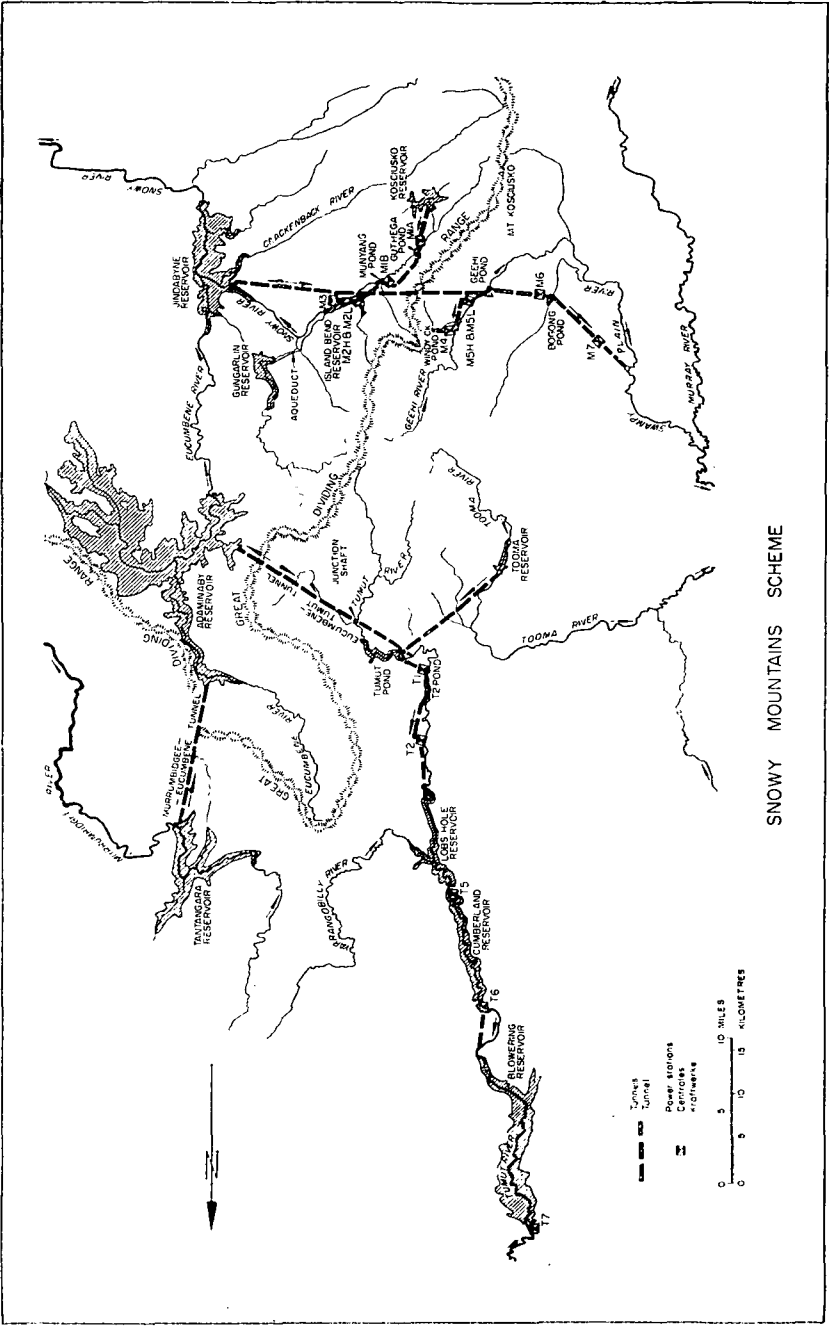 SNOWY MOUNTAINS SCHEME
RIVER
MURRUMBIDGEE –
EUCUMBENE TUNNEL
TANTANGARA
RESERVOIR
GREAT
DIVIDING
RANGE
EUCUMBENE
RIVER
ADAMINABY
RESERVOIR
EUCUMBENE RIVER
JINDABYNE
RESERVOIR
SNOWY
RIVER
CRACKENBACK RIVER
SNOWY RIVER
GUNGARLIN
RESERVOIR
AQUEDUCT
ISLAND BEND
RESERVOIR
M2H & M2L
M3
MUNYANG
POND
M1B
GUTHEGA
POND
M1A
KOSCIUSKO
RESERVOIR
GREAT
DIVIDING
RANGE
MT KOSCIUSKO
WINDY CK
POND
M4
GEEHI RIVER
M5H & M5L
GEEHI
POND
M6
BOGONG
POND
M7
SWAMPY
PLAIN
RIVER
MURRAY RIVER
EUCUMBENE –
TUMUT
TUNNEL
JUNCTION
SHAFT
TUMUT
RIVER
TUMUT
POND
T1
T2 POND
T2
TOOMA
RIVER
TOOMA
RESERVOIR
TOOMA RIVER
YARRANGOBILLY RIVER
LOBS HOLE
RESERVOIR
T5
CUMBERLAND
RESERVOIR
T6
BLOWERING
RESERVOIR
TUMUT RIVER
T7
N
Tunnels
Tunnel
Power stations
Centrales
Kraftwerke
0 5 10 MILES
0 5 10 15 KILOMETRES